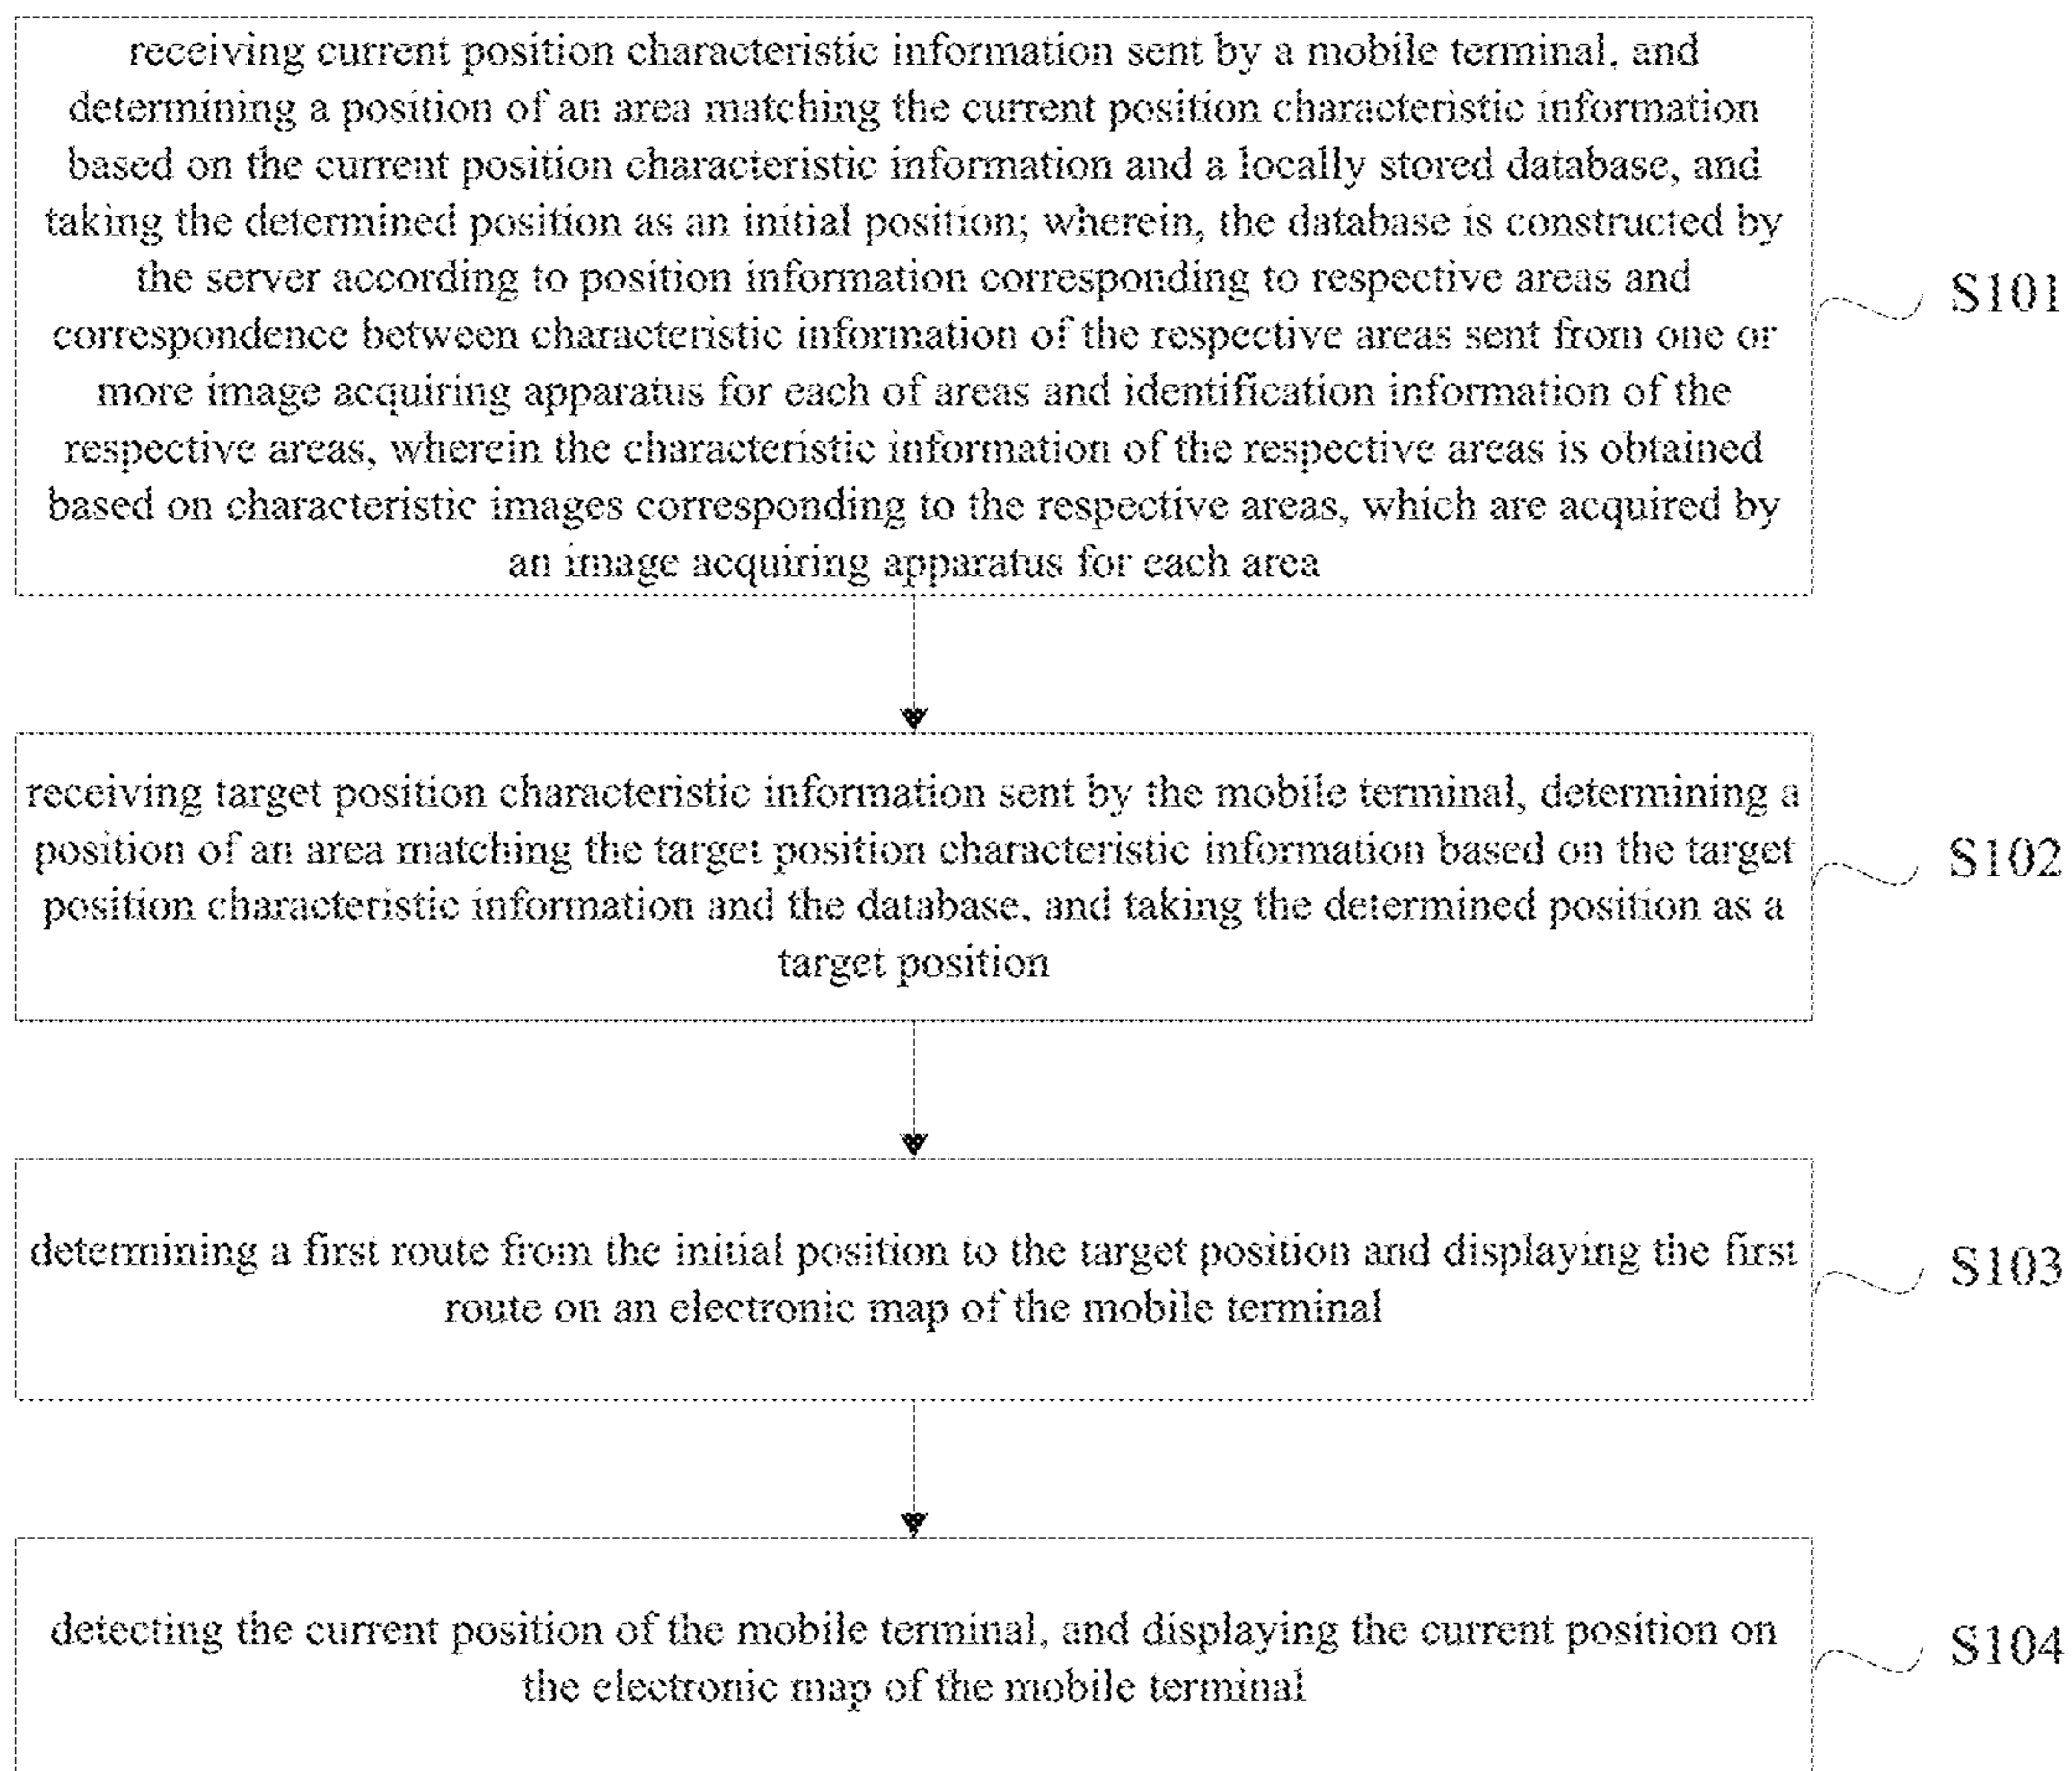 receiving current position characteristic information sent by a mobile terminal, and
determining a position of an area matching the current position characteristic information
based on the current position characteristic information and a locally stored database, and
taking the determined position as an initial position; wherein, the database is constructed by
the server according to position information corresponding to respective areas and
correspondence between characteristic information of the respective areas sent from one or
more image acquiring apparatus for each of areas and identification information of the
respective areas, wherein the characteristic information of the respective areas is obtained
based on characteristic images corresponding to the respective areas, which are acquired by
an image acquiring apparatus for each area
S101
receiving target position characteristic information sent by the mobile terminal, determining a
position of an area matching the target position characteristic information based on the target
position characteristic information and the database, and taking the determined position as a
target position
S102
determining a first route from the initial position to the target position and displaying the first
route on an electronic map of the mobile terminal
S103
detecting the current position of the mobile terminal, and displaying the current position on
the electronic map of the mobile terminal
S104